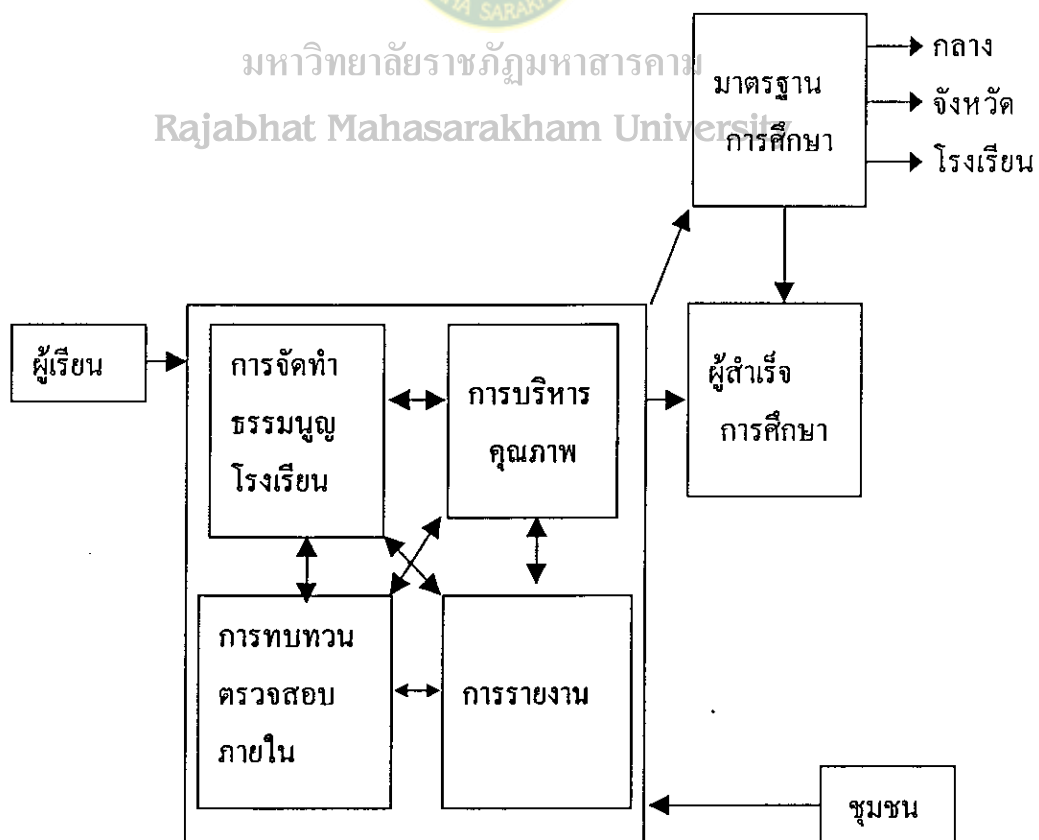 HA SARAKH
มหาวิทยาลัยราชภัฏมหาสารคาม
Rajabhat Mahasarakham University
มาตรฐาน
การศึกษา
กลาง
จังหวัด
โรงเรียน
ผู้เรียน
การจัดทำ
ธรรมนูญ
โรงเรียน
การบริหาร
คุณภาพ
ผู้สำเร็จ
การศึกษา
การทบทวน
ตรวจสอบ
ภายใน
การรายงาน
ชุมชน